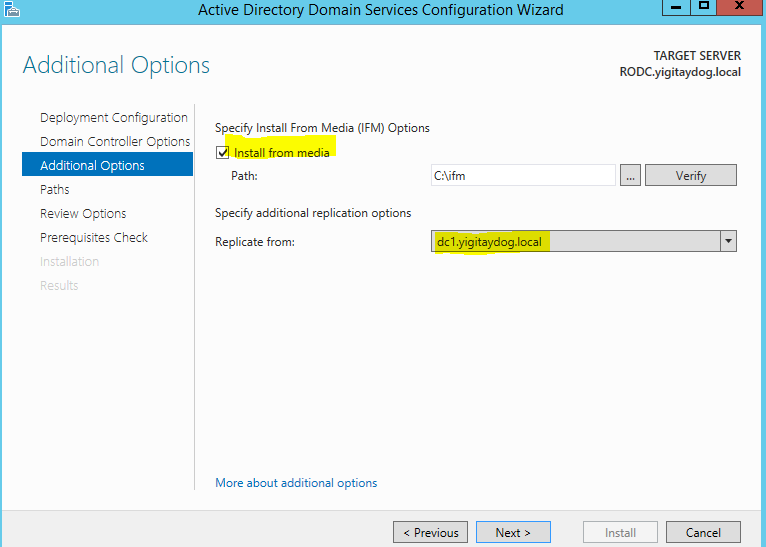 Active Directory Domain Services Configuration Wizard
Additional Options
TARGET SERVER
RODC.yigitaydog.local
Deployment Configuration
Domain Controller Options
Additional Options
Paths
Review Options
Prerequisites Check
Installation
Results
Specify Install From Media (IFM) Options
Install from media
Path:
C:\ifm
...
Verify
Specify additional replication options
Replicate from:
dc1.yigitaydog.local
More about additional options
< Previous
Next >
Install
Cancel